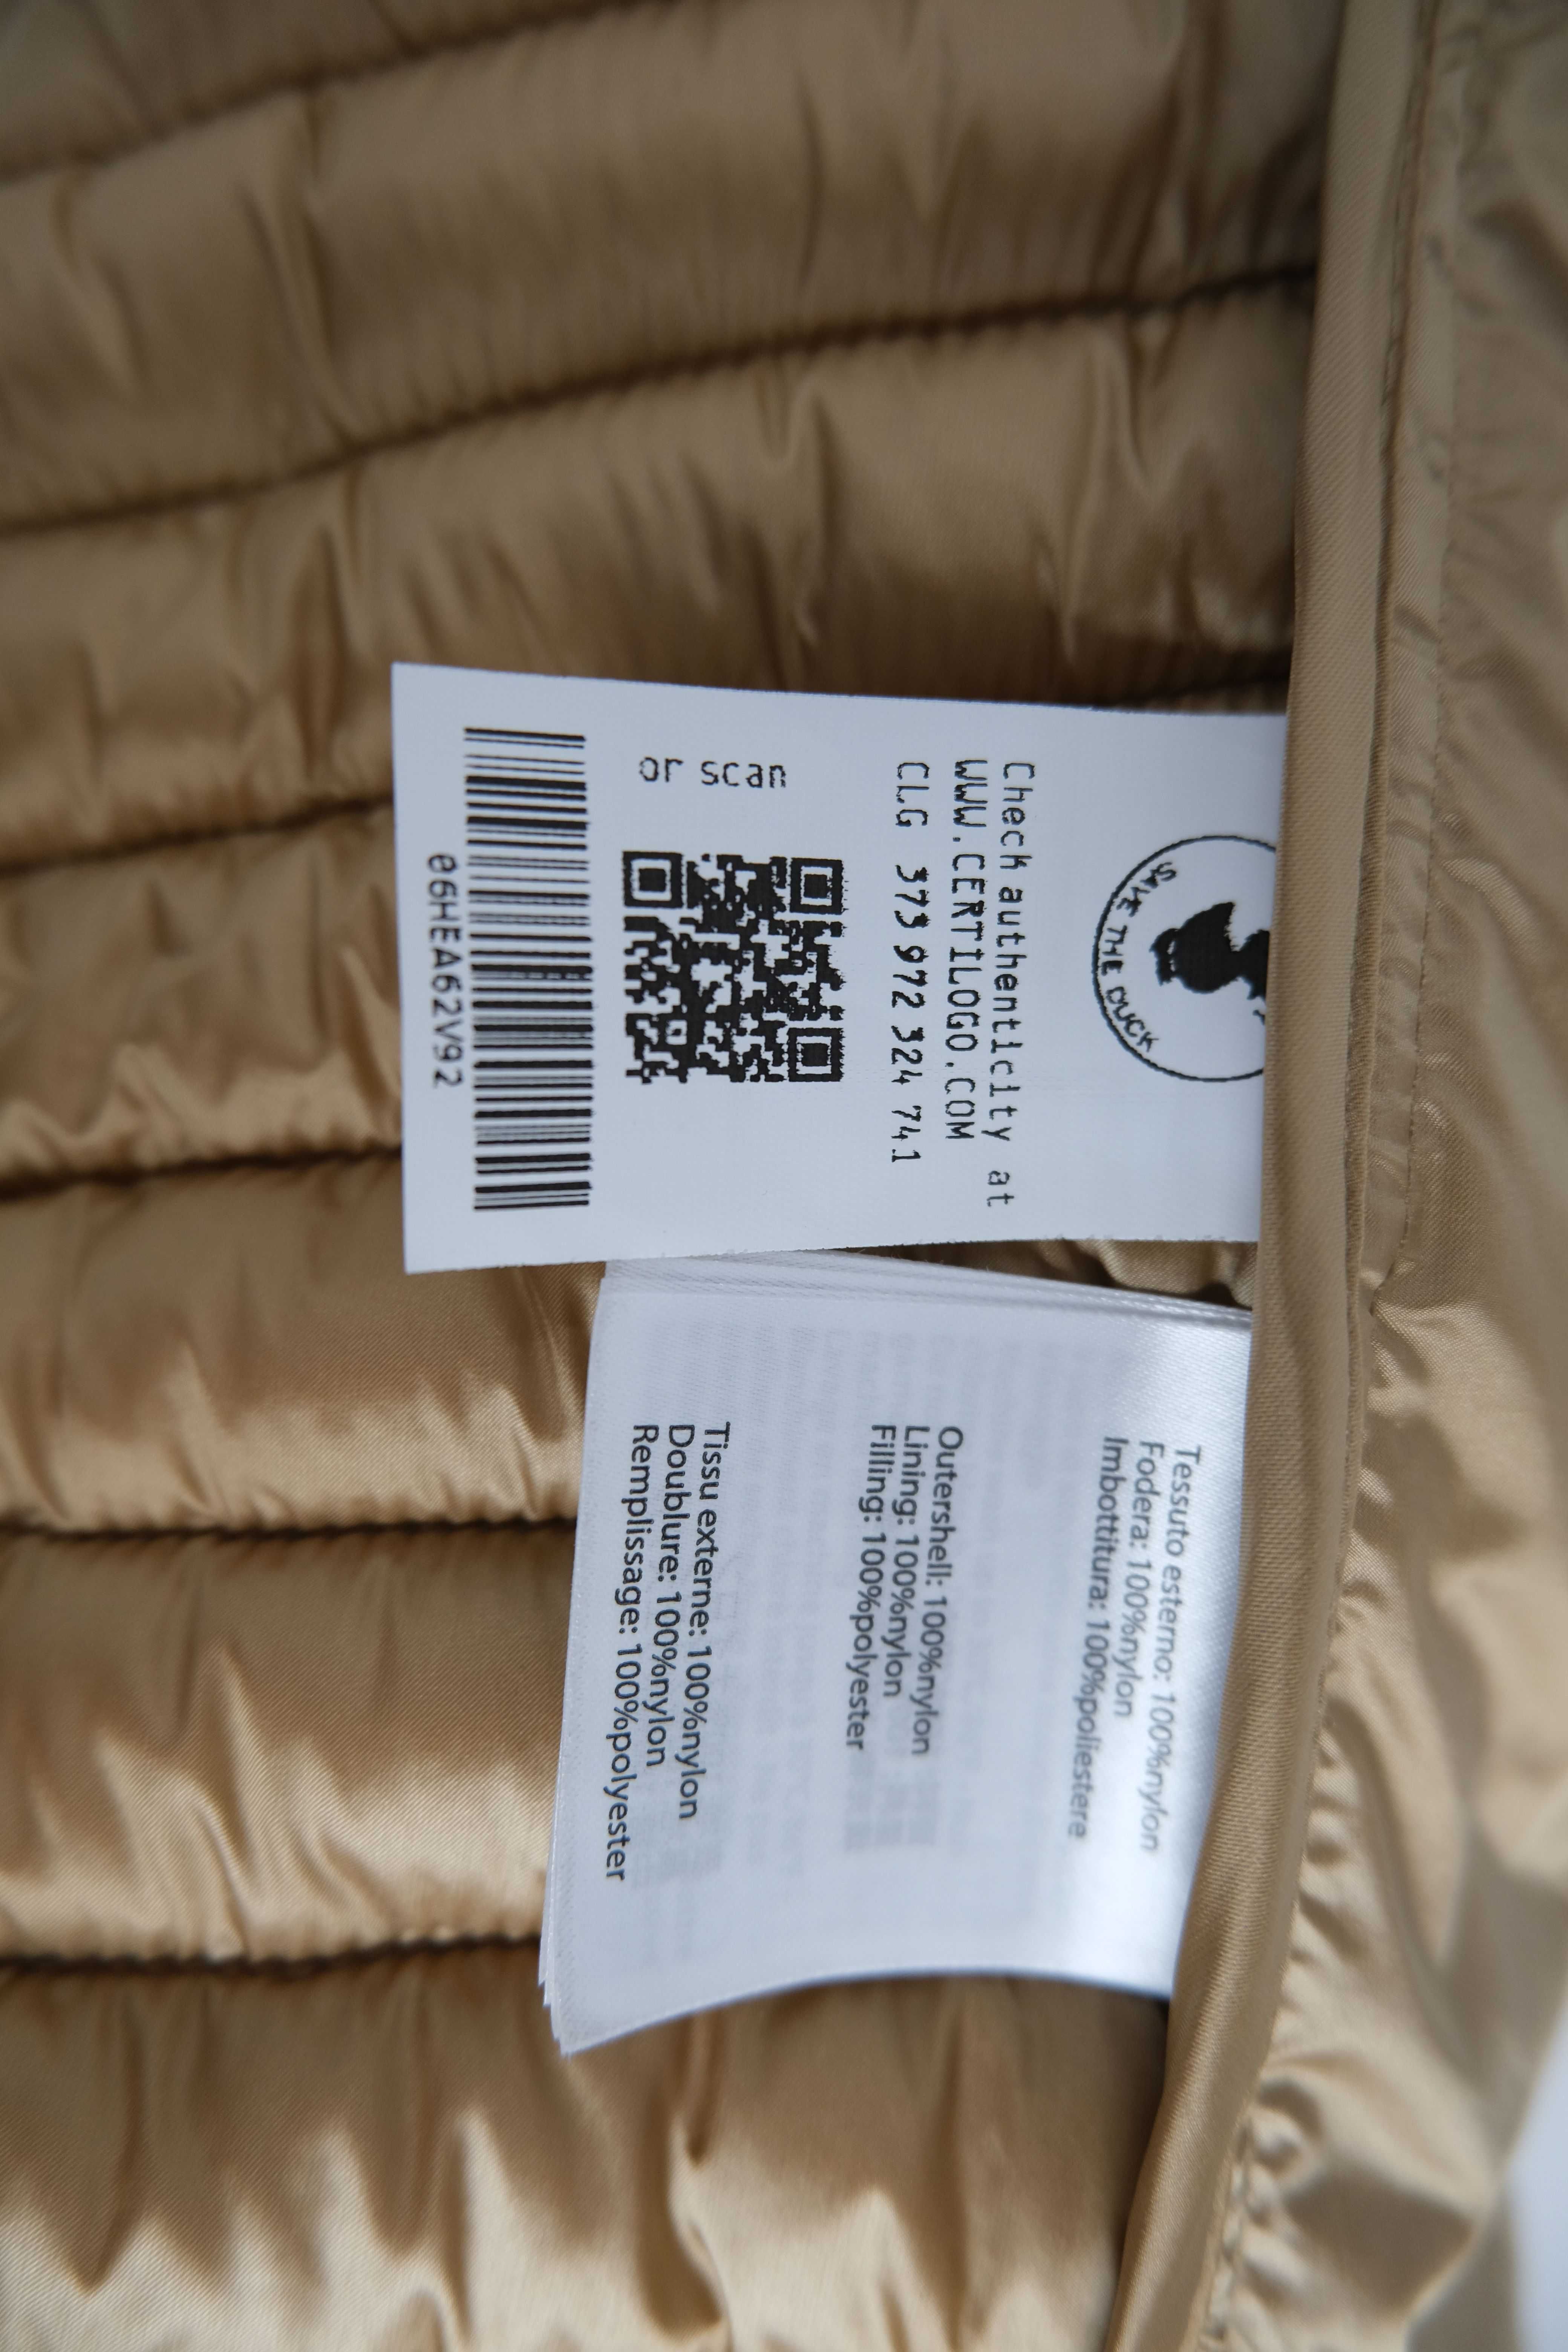 SAVE THE DUCK
Check authenticity at
WWW.CERTILOGO.COM
CLG 373 972 324 741
or scan
06HEA62V92
Tessuto esterno: 100%nylon
Fodera: 100%nylon
Imbottitura: 100%poliestere
Outershell: 100%nylon
Lining: 100%nylon
Filling: 100%polyester
Tissu externe: 100%nylon
Doublure: 100%nylon
Remplissage: 100%polyester